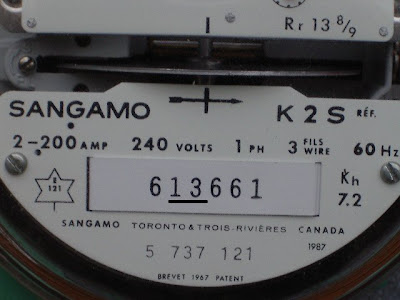 Rr 13 8/9
SANGAMO K2S RÉF.
2-200 AMP 240 VOLTS 1 PH 3 FILS WIRE 60 Hz
8 121
613661
Kh 7.2
SANGAMO TORONTO & TROIS-RIVIÈRES CANADA
1987
5 737 121
BREVET 1967 PATENT